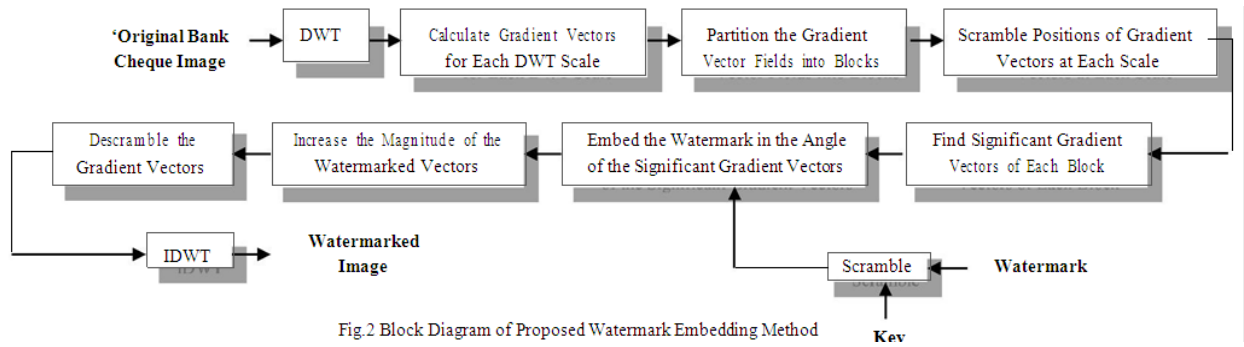 ‘Original Bank
Cheque Image
DWT
Calculate Gradient Vectors
for Each DWT Scale
Partition the Gradient
Vector Fields into Blocks
Scramble Positions of Gradient
Vectors at Each Scale
Descramble the
Gradient Vectors
Increase the Magnitude of the
Watermarked Vectors
Embed the Watermark in the Angle
of the Significant Gradient Vectors
Find Significant Gradient
Vectors of Each Block
IDWT
Watermarked
Image
Scramble
Watermark
Key
Fig.2 Block Diagram of Proposed Watermark Embedding Method